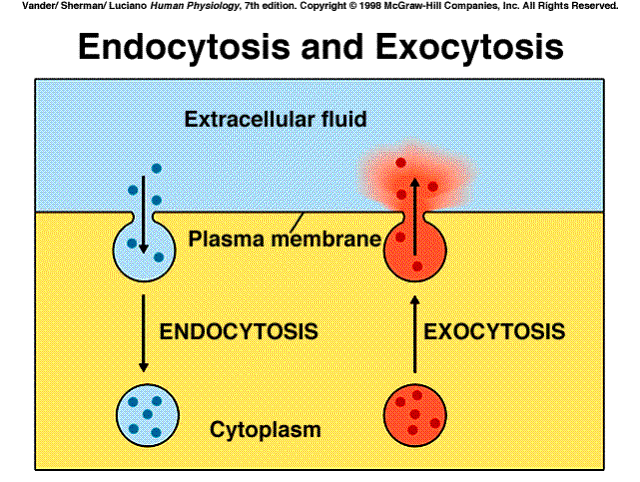 Vander/ Sherman/ Luciano Human Physiology, 7th edition. Copyright © 1998 McGraw-Hill Companies, Inc. All Rights Reserved.
Endocytosis and Exocytosis
Extracellular fluid
Plasma membrane
ENDOCYTOSIS
EXOCYTOSIS
Cytoplasm